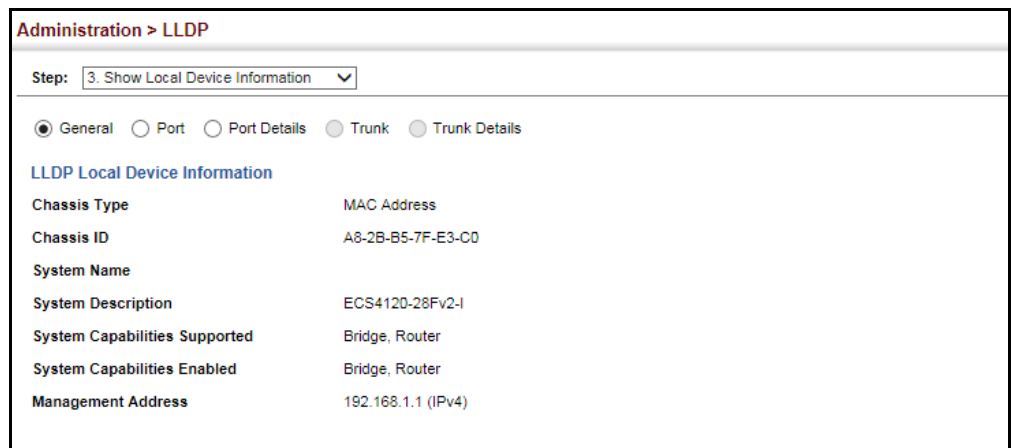 Administration > LLDP
Step: 3. Show Local Device Information
General Port Port Details Trunk Trunk Details
LLDP Local Device Information
Chassis Type MAC Address
Chassis ID A8-2B-B5-7F-E3-C0
System Name
System Description ECS4120-28Fv2-I
System Capabilities Supported Bridge, Router
System Capabilities Enabled Bridge, Router
Management Address 192.168.1.1 (IPv4)